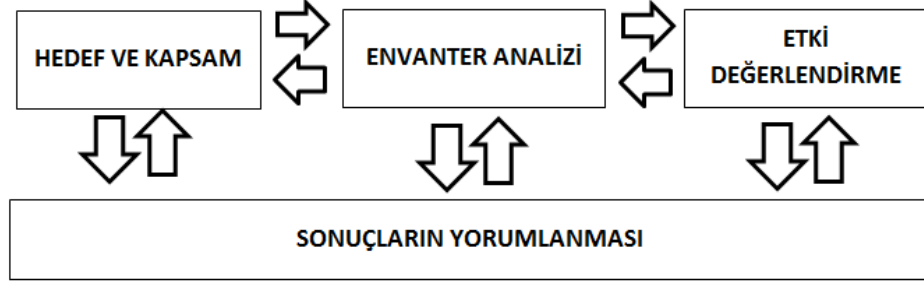 HEDEF VE KAPSAM
ENVANTER ANALİZİ
ETKİ
DEĞERLENDİRME
SONUÇLARIN YORUMLANMASI